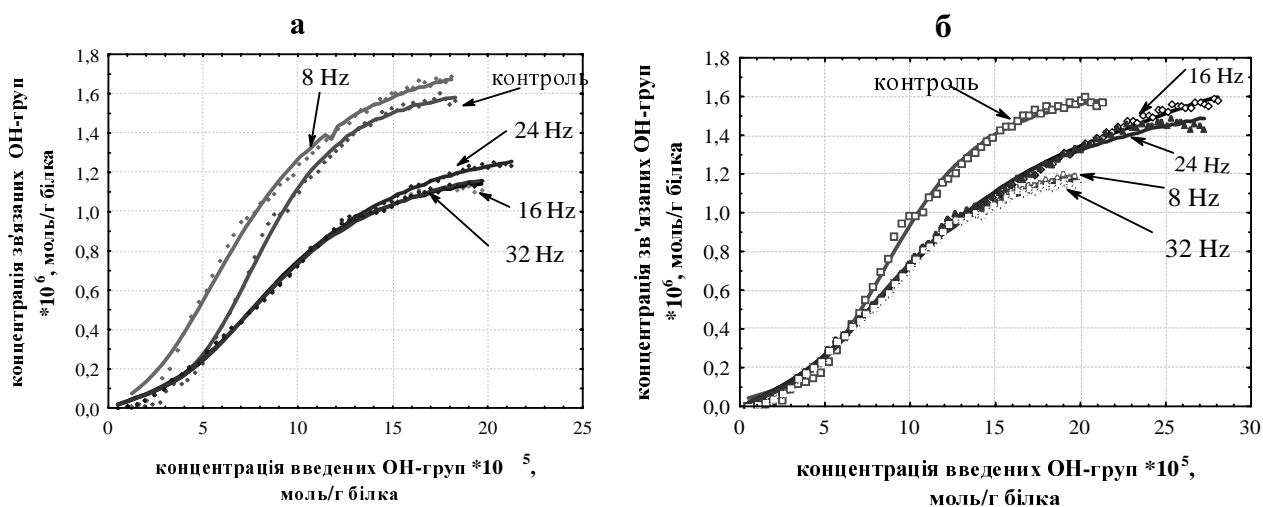 а
концентрація зв'язаних ОН-груп
*10⁶, моль/г білка
1,8
1,6
1,4
1,2
1,0
0,8
0,6
0,4
0,2
0,0
8 Hz
контроль
24 Hz
16 Hz
32 Hz
0 5 10 15 20 25
концентрація введених ОН-груп *10 ⁵,
моль/г білка
б
концентрація зв'язаних ОН-груп
*10⁶, моль/г білка
1,8
1,6
1,4
1,2
1,0
0,8
0,6
0,4
0,2
0,0
контроль
16 Hz
24 Hz
8 Hz
32 Hz
0 5 10 15 20 25 30
концентрація введених ОН-груп *10⁵,
моль/г білка